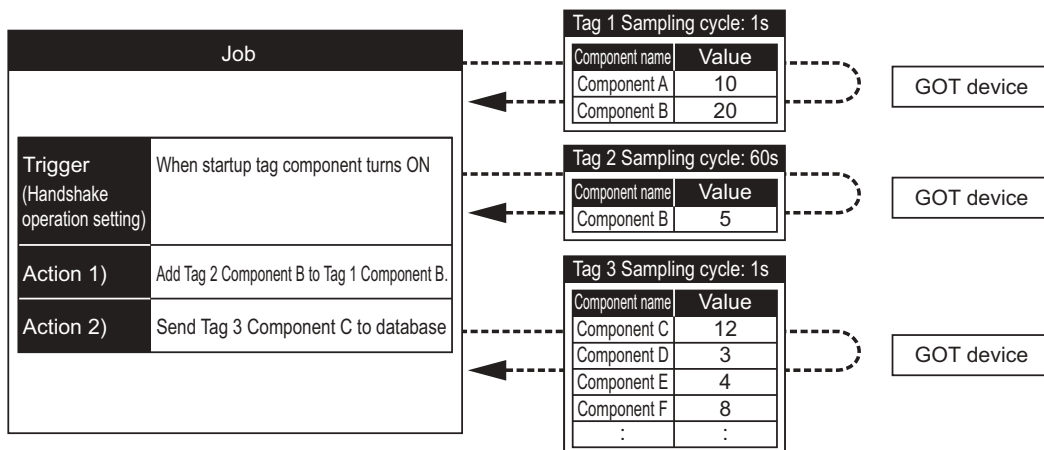 Job
Trigger
(Handshake
operation setting)
When startup tag component turns ON
Action 1)
Add Tag 2 Component B to Tag 1 Component B.
Action 2)
Send Tag 3 Component C to database
Tag 1 Sampling cycle: 1s
Component name Value
Component A 10
Component B 20
GOT device
Tag 2 Sampling cycle: 60s
Component name Value
Component B 5
GOT device
Tag 3 Sampling cycle: 1s
Component name Value
Component C 12
Component D 3
Component E 4
Component F 8
: :
GOT device